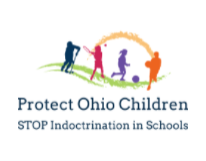 Protect Ohio Children
STOP Indoctrination in Schools